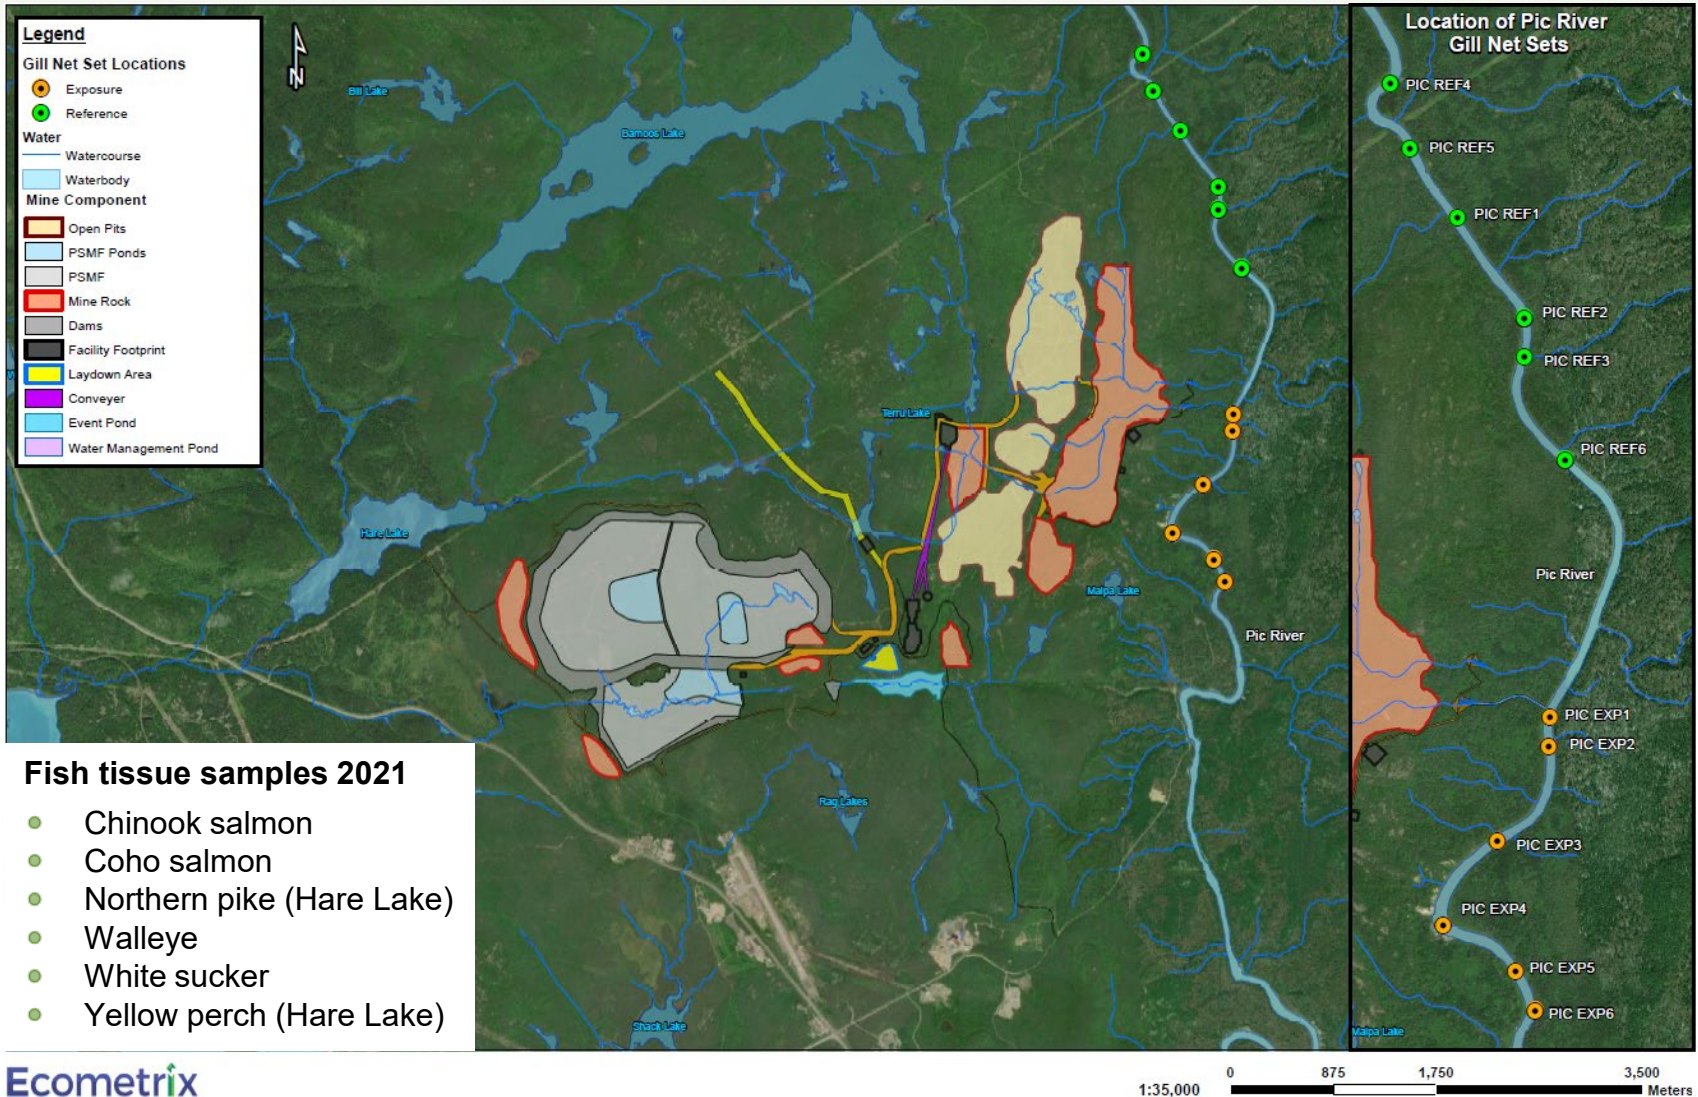 Legend
Gill Net Set Locations
Exposure
Reference
Water
Watercourse
Waterbody
Mine Component
Open Pits
PSMF Ponds
PSMF
Mine Rock
Dams
Facility Footprint
Laydown Area
Conveyer
Event Pond
Water Management Pond
N
Bill Lake
Bamoos Lake
Terru Lake
Hare Lake
Malpa Lake
Pic River
Rag Lakes
Shack Lake
Fish tissue samples 2021
Chinook salmon
Coho salmon
Northern pike (Hare Lake)
Walleye
White sucker
Yellow perch (Hare Lake)
Location of Pic River
Gill Net Sets
PIC REF4
PIC REF5
PIC REF1
PIC REF2
PIC REF3
PIC REF6
Pic River
PIC EXP1
PIC EXP2
PIC EXP3
PIC EXP4
PIC EXP5
PIC EXP6
Malpa Lake
Ecometrix
1:35,000
0 875 1,750 3,500
Meters